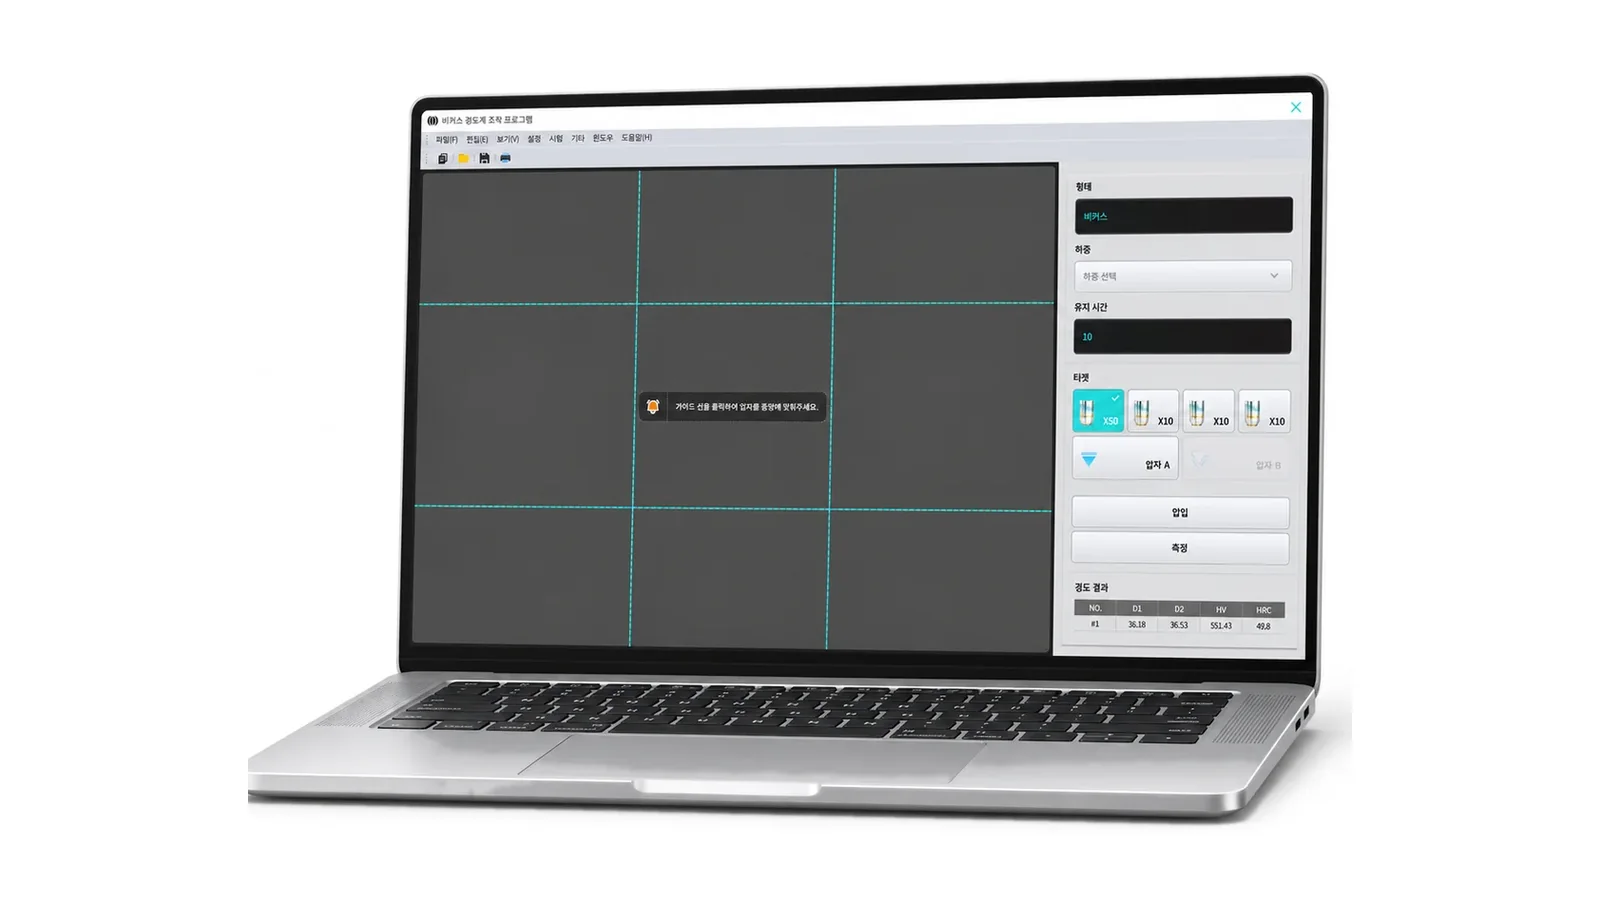 비커스 경도계 조작 프로그램
파일(F) 편집(E) 보기(V) 설정 시험 기타 윈도우 도움말(H)
가이드 선을 클릭하여 압자를 중앙에 맞춰주세요.
형태
비커스
하중
하중 선택
유지 시간
10
타겟
X50 X10 X10 X10
압자 A 압자 B
압입
측정
경도 결과
NO. D1 D2 HV HRC
#1 36.18 36.53 551.43 49.8